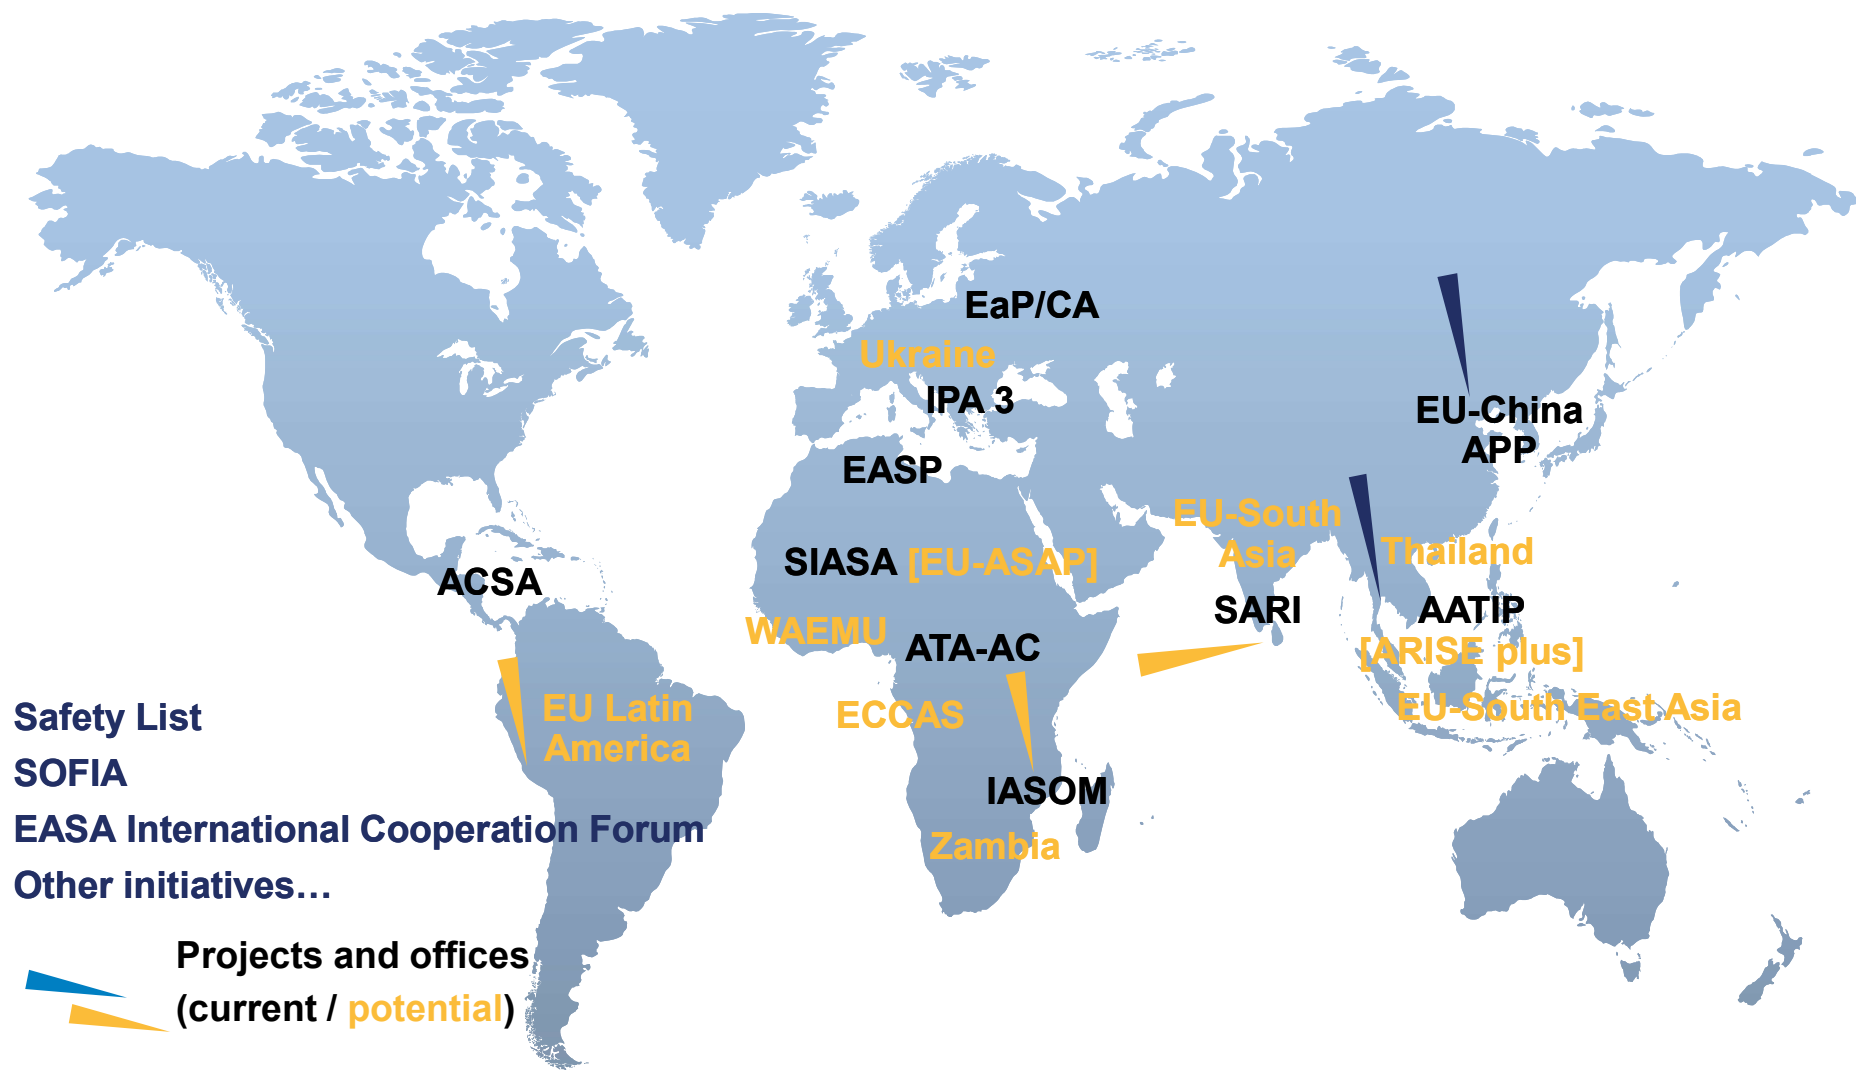 EaP/CA
Ukraine
IPA 3
EU-China
APP
EASP
EU-South
Asia
Thailand
SIASA [EU-ASAP]
ACSA
SARI
AATIP
WAEMU
ATA-AC
[ARISE plus]
EU Latin
America
ECCAS
EU-South East Asia
IASOM
Zambia
Safety List
SOFIA
EASA International Cooperation Forum
Other initiatives…
Projects and offices
(current / potential)